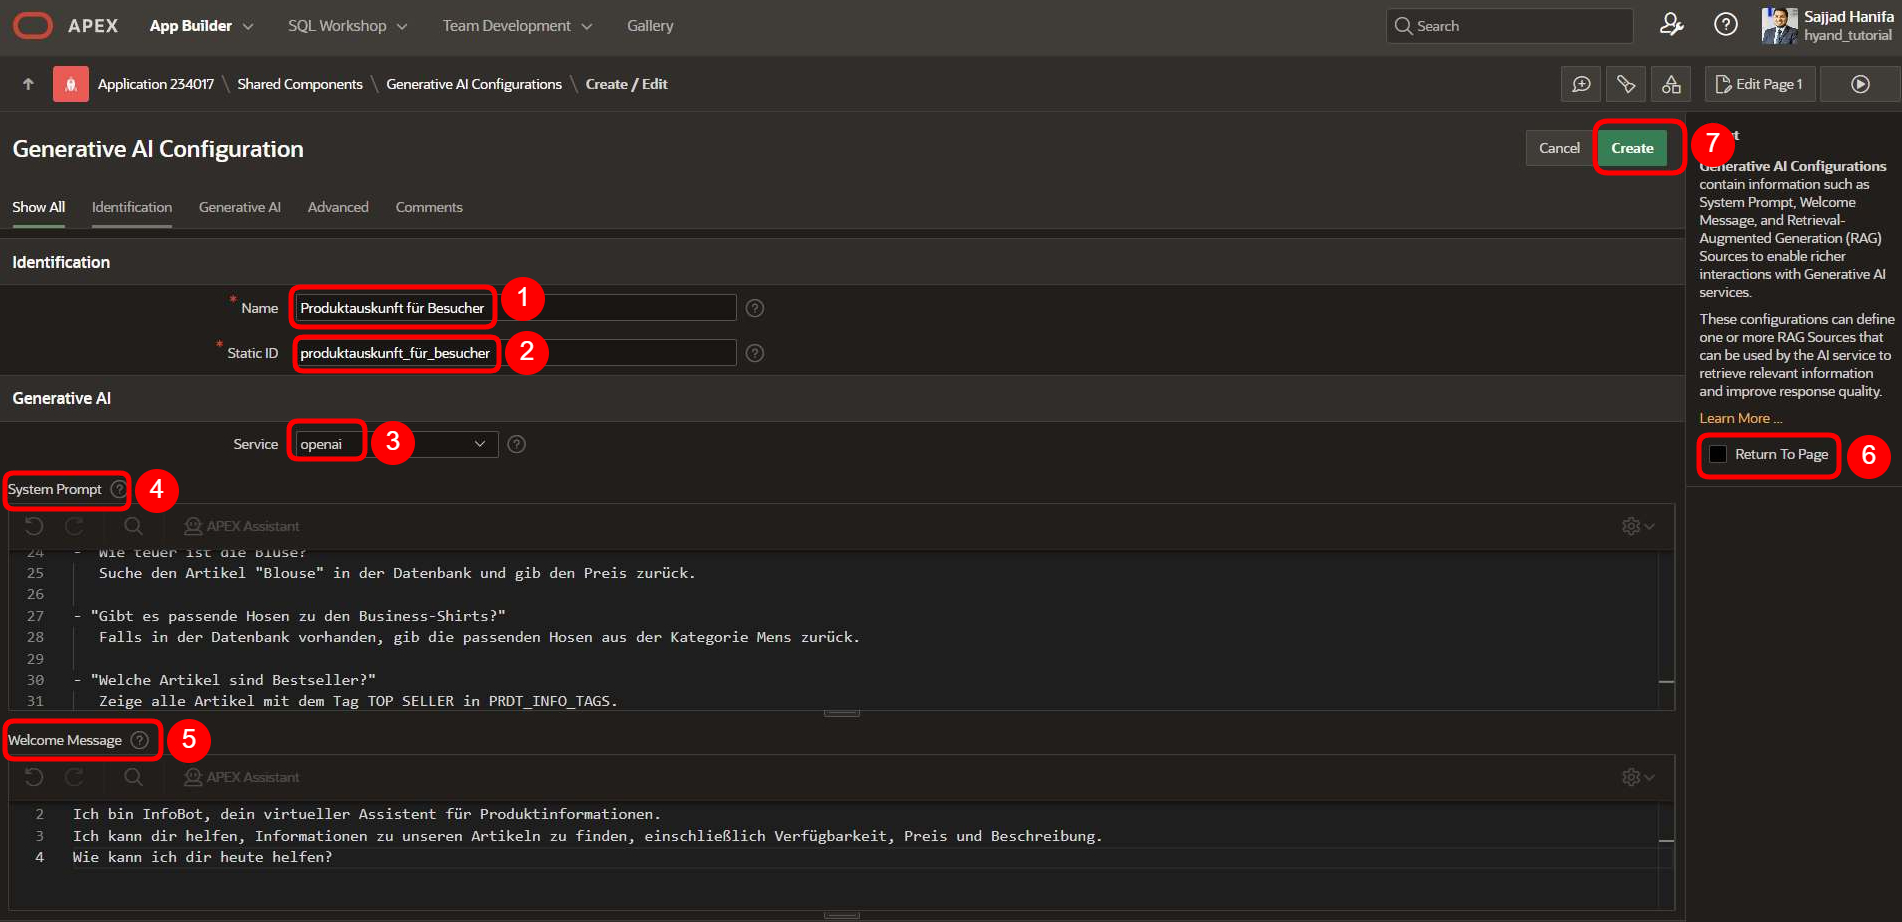 APEX App Builder SQL Workshop Team Development Gallery Search Sajjad Hanifa
hyand_tutorial
Application 234017 \ Shared Components \ Generative AI Configurations \ Create / Edit Edit Page 1
Generative AI Configuration Cancel Create 7
Show All Identification Generative AI Advanced Comments
Identification
* Name Produktauskunft für Besucher 1
* Static ID produktauskunft_für_besucher 2
Generative AI
Service openai 3
System Prompt 4
APEX Assistant
24 - Wie teuer ist die Bluse?
25 Suche den Artikel "Blouse" in der Datenbank und gib den Preis zurück.
26
27 - "Gibt es passende Hosen zu den Business-Shirts?"
28 Falls in der Datenbank vorhanden, gib die passenden Hosen aus der Kategorie Mens zurück.
29
30 - "Welche Artikel sind Bestseller?"
31 Zeige alle Artikel mit dem Tag TOP SELLER in PRDT_INFO_TAGS.
Welcome Message 5
APEX Assistant
2 Ich bin InfoBot, dein virtueller Assistent für Produktinformationen.
3 Ich kann dir helfen, Informationen zu unseren Artikeln zu finden, einschließlich Verfügbarkeit, Preis und Beschreibung.
4 Wie kann ich dir heute helfen?
Generative AI Configurations
contain information such as
System Prompt, Welcome
Message, and Retrieval-
Augmented Generation (RAG)
Sources to enable richer
interactions with Generative AI
services.
These configurations can define
one or more RAG Sources that
can be used by the AI service to
retrieve relevant information
and improve response quality.
Learn More ...
Return To Page 6